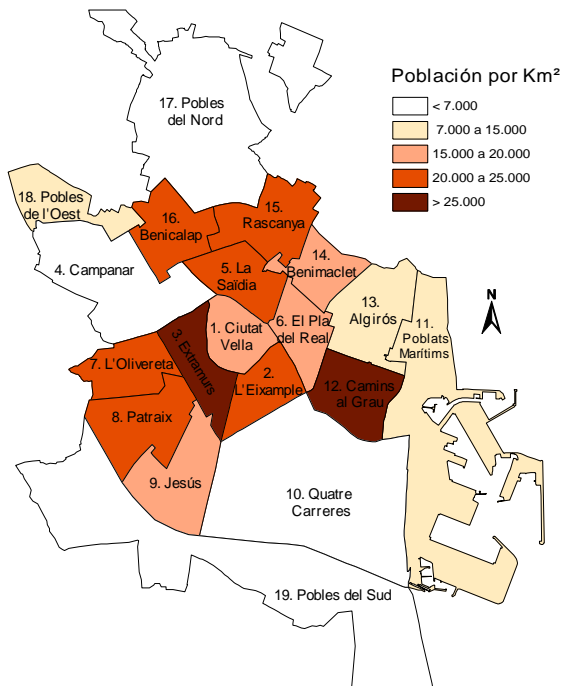 17. Pobles
del Nord
Población por Km²
< 7.000
7.000 a 15.000
15.000 a 20.000
20.000 a 25.000
> 25.000
18. Pobles
de l'Oest
16.
Benicalap
15.
Rascanya
4. Campanar
5. La
Saïdia
14.
Benimaclet
13.
Algirós
11.
Poblats
Marítims
N
1. Ciutat
Vella
6. El Pla
del Real
3. Extramurs
7. L'Olivereta
2.
L'Eixample
12. Camins
al Grau
8. Patraix
9. Jesús
10. Quatre
Carreres
19. Pobles del Sud